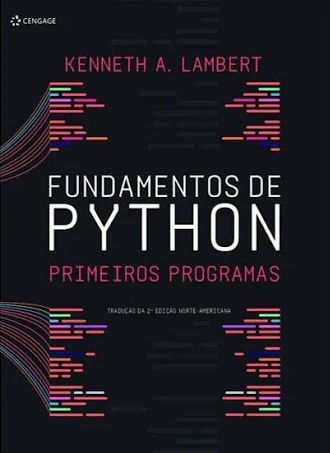 CENGAGE
KENNETH A. LAMBERT
FUNDAMENTOS DE
PYTHON
PRIMEIROS PROGRAMAS
TRADUÇÃO DA 2ª EDIÇÃO NORTE-AMERICANA